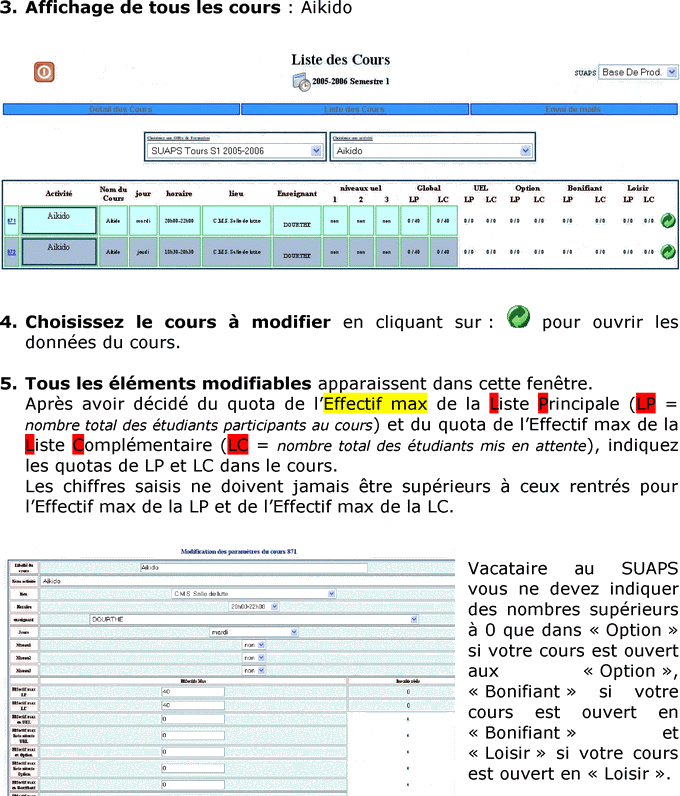 3. Affichage de tous les cours : Aikido
Liste des Cours
2005-2006 Semestre 1
SUAPS Base De Prod.
Détail des Cours Liste des Cours Envoi de mails
Choisissez une Offre de Formation Choisissez une activité
SUAPS Tours S1 2005-2006 Aikido
Activité Nom du Cours jour horaire lieu Enseignant niveaux uel Global UEL Option Bonifiant Loisir
1 2 3 LP LC LP LC LP LC LP LC LP LC
871 Aikido Aikido mardi 20h00-22h00 C.M.S. Salle de lutte DOURTHE non non non 0 / 40 0 / 40 0 / 0 0 / 0 0 / 0 0 / 0 0 / 0 0 / 0 0 / 0 0 / 0
872 Aikido Aikido jeudi 18h30-20h30 C.M.S. Salle de lutte DOURTHE non non non 0 / 40 0 / 40 0 / 0 0 / 0 0 / 0 0 / 0 0 / 0 0 / 0 0 / 0 0 / 0
4. Choisissez le cours à modifier en cliquant sur : pour ouvrir les
données du cours.
5. Tous les éléments modifiables apparaissent dans cette fenêtre.
Après avoir décidé du quota de l’Effectif max de la Liste Principale (LP =
nombre total des étudiants participants au cours) et du quota de l’Effectif max de la
Liste Complémentaire (LC = nombre total des étudiants mis en attente), indiquez
les quotas de LP et LC dans le cours.
Les chiffres saisis ne doivent jamais être supérieurs à ceux rentrés pour
l’Effectif max de la LP et de l’Effectif max de la LC.
Modification des paramètres du cours 871
Libellé du cours Aikido
Nom activité Aikido
lieu C.M.S. Salle de lutte
Horaire 20h00-22h00
enseignant DOURTHE
Jours mardi
Niveau1 non
Niveau2 non
Niveau3 non
Effectifs Max
Effectif max LP 40 0
Effectif max LC 40 0
Effectif max en UEL 0
Effectif max liste attente UEL 0
Effectif max en Option 0
Effectif max liste attente Option 0
Effectif max en Bonifiant 0
Effectif max
Vacataire au SUAPS
vous ne devez indiquer
des nombres supérieurs
à 0 que dans « Option »
si votre cours est ouvert
aux « Option »,
« Bonifiant » si votre
cours est ouvert en
« Bonifiant » et
« Loisir » si votre cours
est ouvert en « Loisir ».